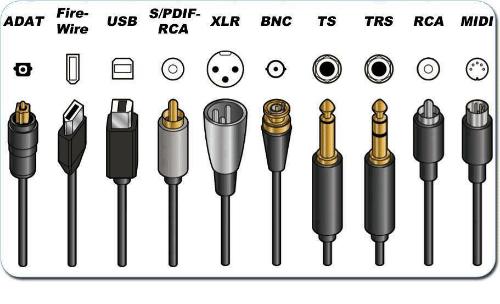 ADAT
Fire-
Wire
USB
S/PDIF-
RCA
XLR
BNC
TS
TRS
RCA
MIDI